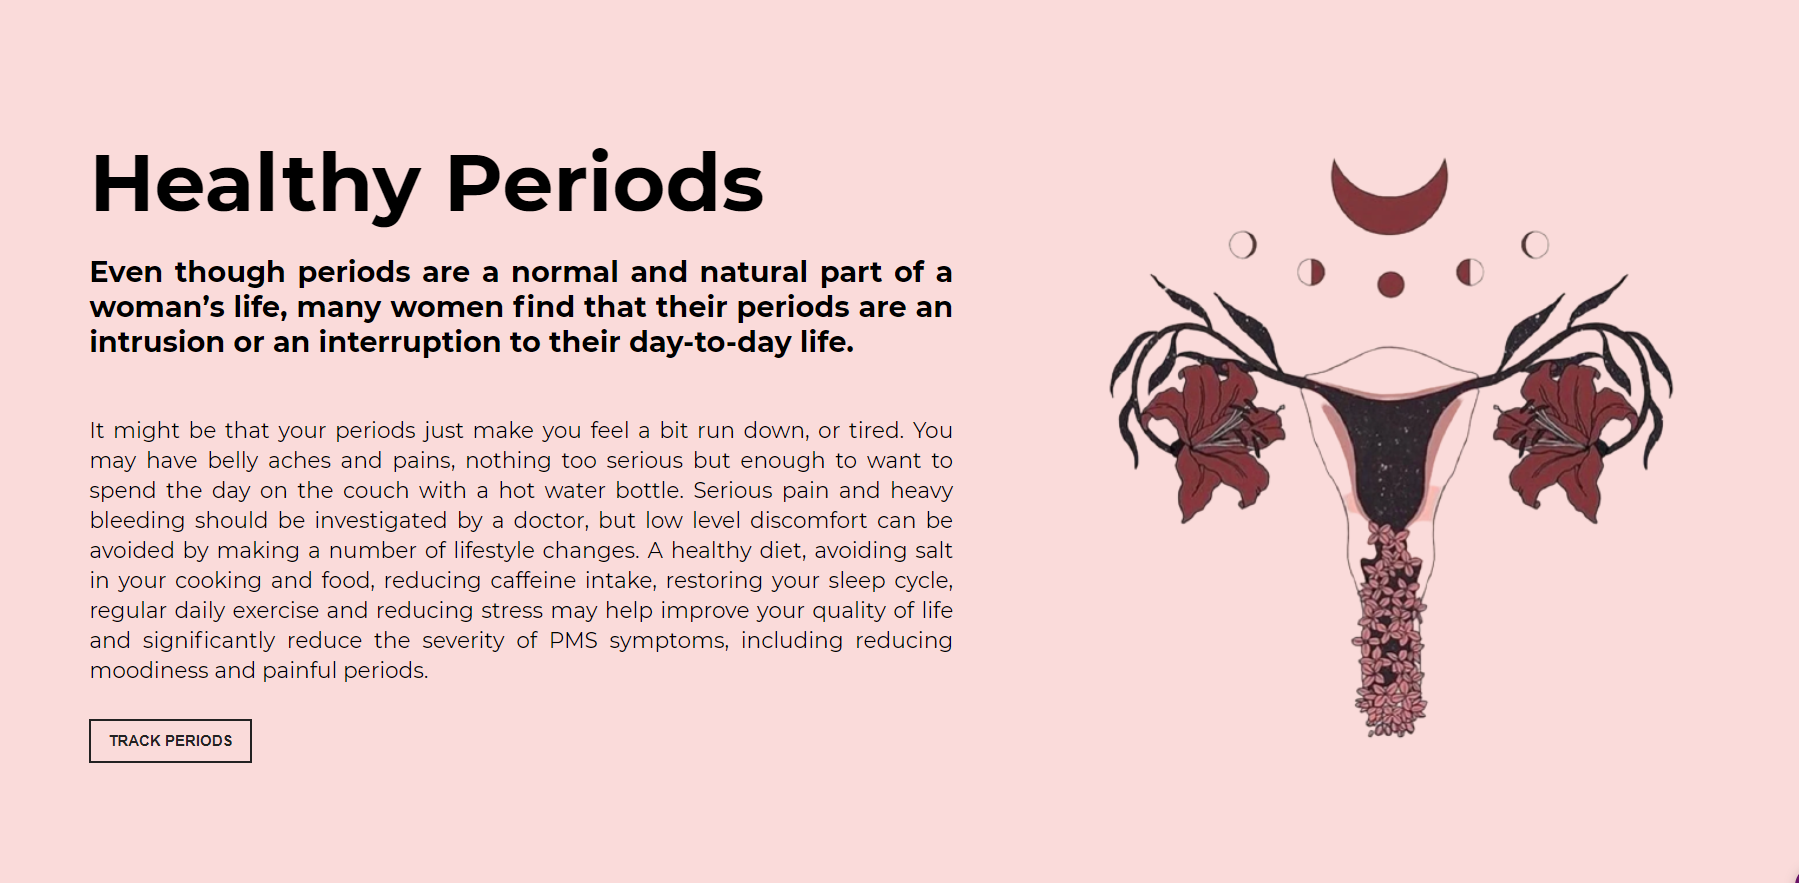 Healthy Periods
Even though periods are a normal and natural part of a
woman’s life, many women find that their periods are an
intrusion or an interruption to their day-to-day life.
It might be that your periods just make you feel a bit run down, or tired. You
may have belly aches and pains, nothing too serious but enough to want to
spend the day on the couch with a hot water bottle. Serious pain and heavy
bleeding should be investigated by a doctor, but low level discomfort can be
avoided by making a number of lifestyle changes. A healthy diet, avoiding salt
in your cooking and food, reducing caffeine intake, restoring your sleep cycle,
regular daily exercise and reducing stress may help improve your quality of life
and significantly reduce the severity of PMS symptoms, including reducing
moodiness and painful periods.
TRACK PERIODS